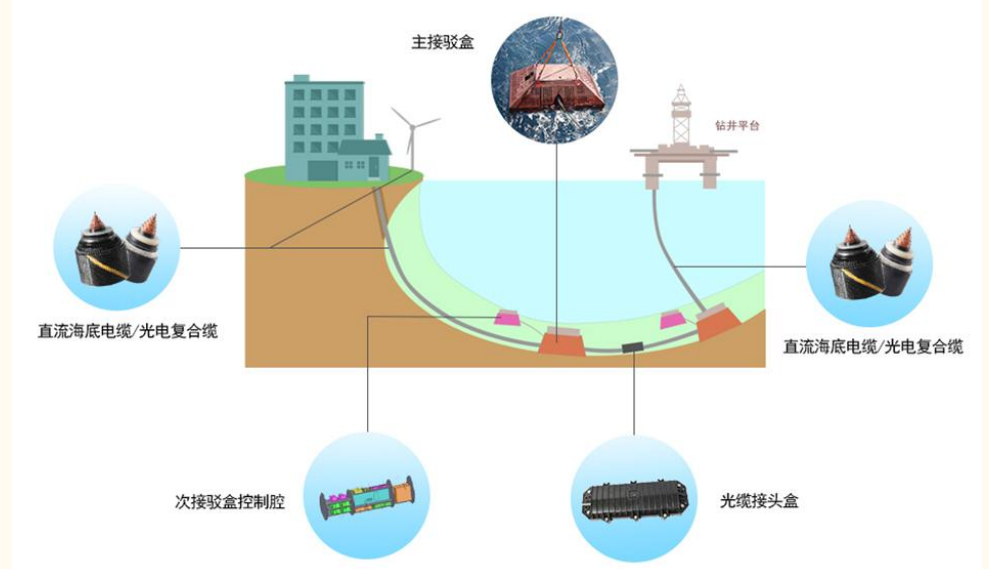 主接驳盒
钻井平台
直流海底电缆/光电复合缆
直流海底电缆/光电复合缆
次接驳盒控制腔
光缆接头盒